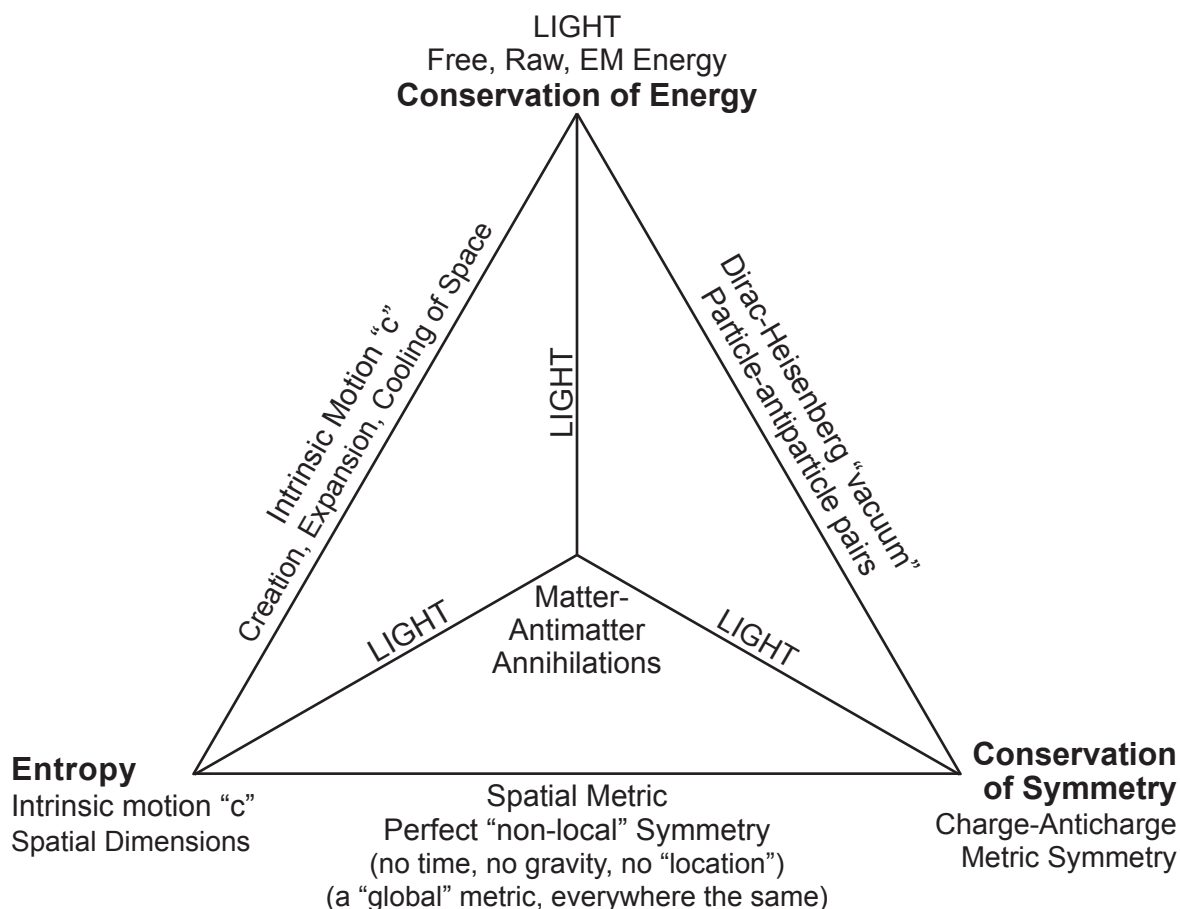 LIGHT
Free, Raw, EM Energy
Conservation of Energy
Intrinsic Motion “c”
Creation, Expansion, Cooling of Space
LIGHT
Dirac-Heisenberg “vacuum”
Particle-antiparticle pairs
LIGHT
Matter-
Antimatter
Annihilations
LIGHT
Entropy
Intrinsic motion “c”
Spatial Dimensions
Spatial Metric
Perfect “non-local” Symmetry
(no time, no gravity, no “location”)
(a “global” metric, everywhere the same)
Conservation
of Symmetry
Charge-Anticharge
Metric Symmetry